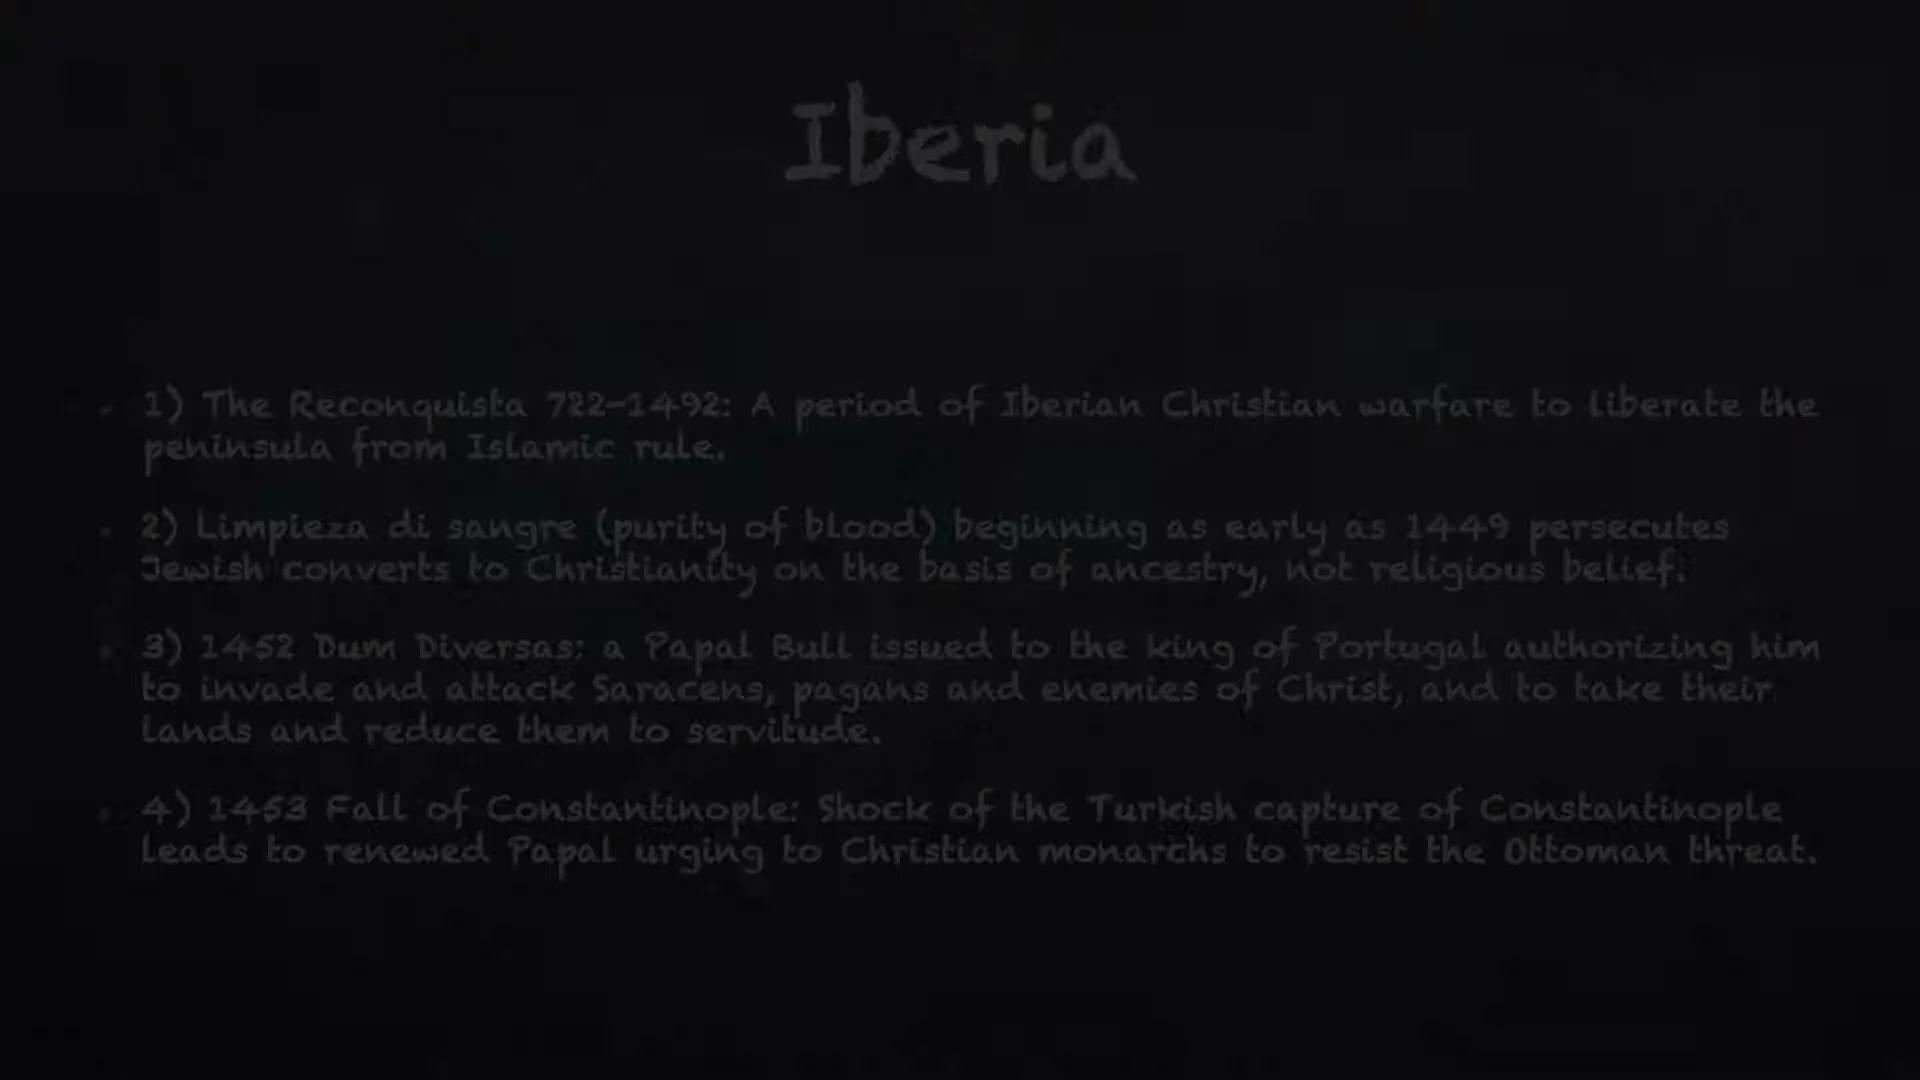 Iberia
1) The Reconquista 722-1492: A period of Iberian Christian warfare to liberate the
peninsula from Islamic rule.
2) Limpieza di sangre (purity of blood) beginning as early as 1449 persecutes
Jewish converts to Christianity on the basis of ancestry, not religious belief.
3) 1452 Dum Diversas: a Papal Bull issued to the king of Portugal authorizing him
to invade and attack Saracens, pagans and enemies of Christ, and to take their
lands and reduce them to servitude.
4) 1453 Fall of Constantinople: Shock of the Turkish capture of Constantinople
leads to renewed Papal urging to Christian monarchs to resist the Ottoman threat.